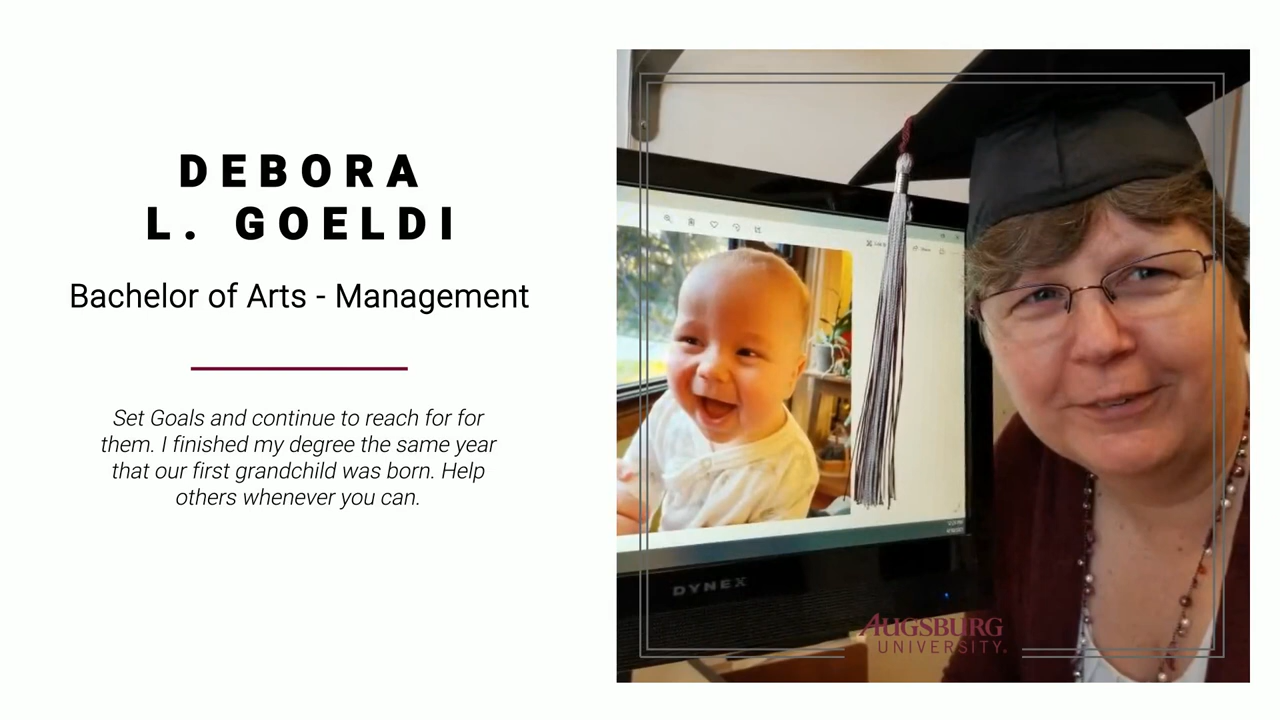 DEBORA
L. GOELDI
Bachelor of Arts - Management
Set Goals and continue to reach for for
them. I finished my degree the same year
that our first grandchild was born. Help
others whenever you can.
DYNEX
AUGSBURG
UNIVERSITY®